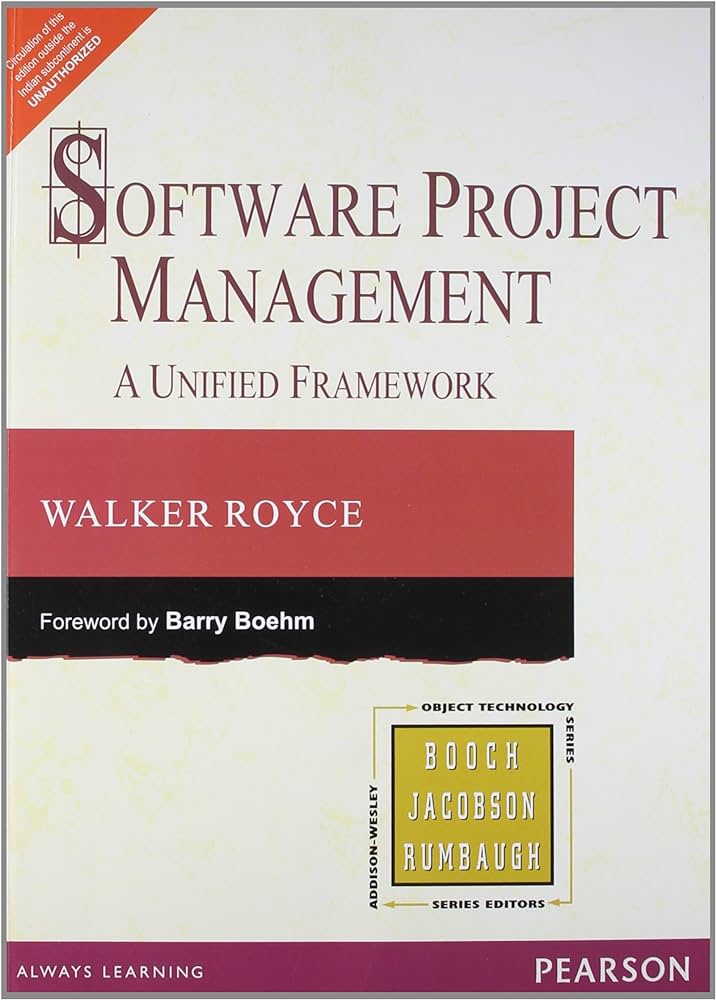 Circulation of this
edition outside the
Indian subcontinent is
UNAUTHORIZED
SOFTWARE PROJECT
MANAGEMENT
A UNIFIED FRAMEWORK
WALKER ROYCE
Foreword by Barry Boehm
OBJECT TECHNOLOGY
SERIES
BOOCH
JACOBSON
RUMBAUGH
ADDISON-WESLEY
SERIES EDITORS
ALWAYS LEARNING
PEARSON